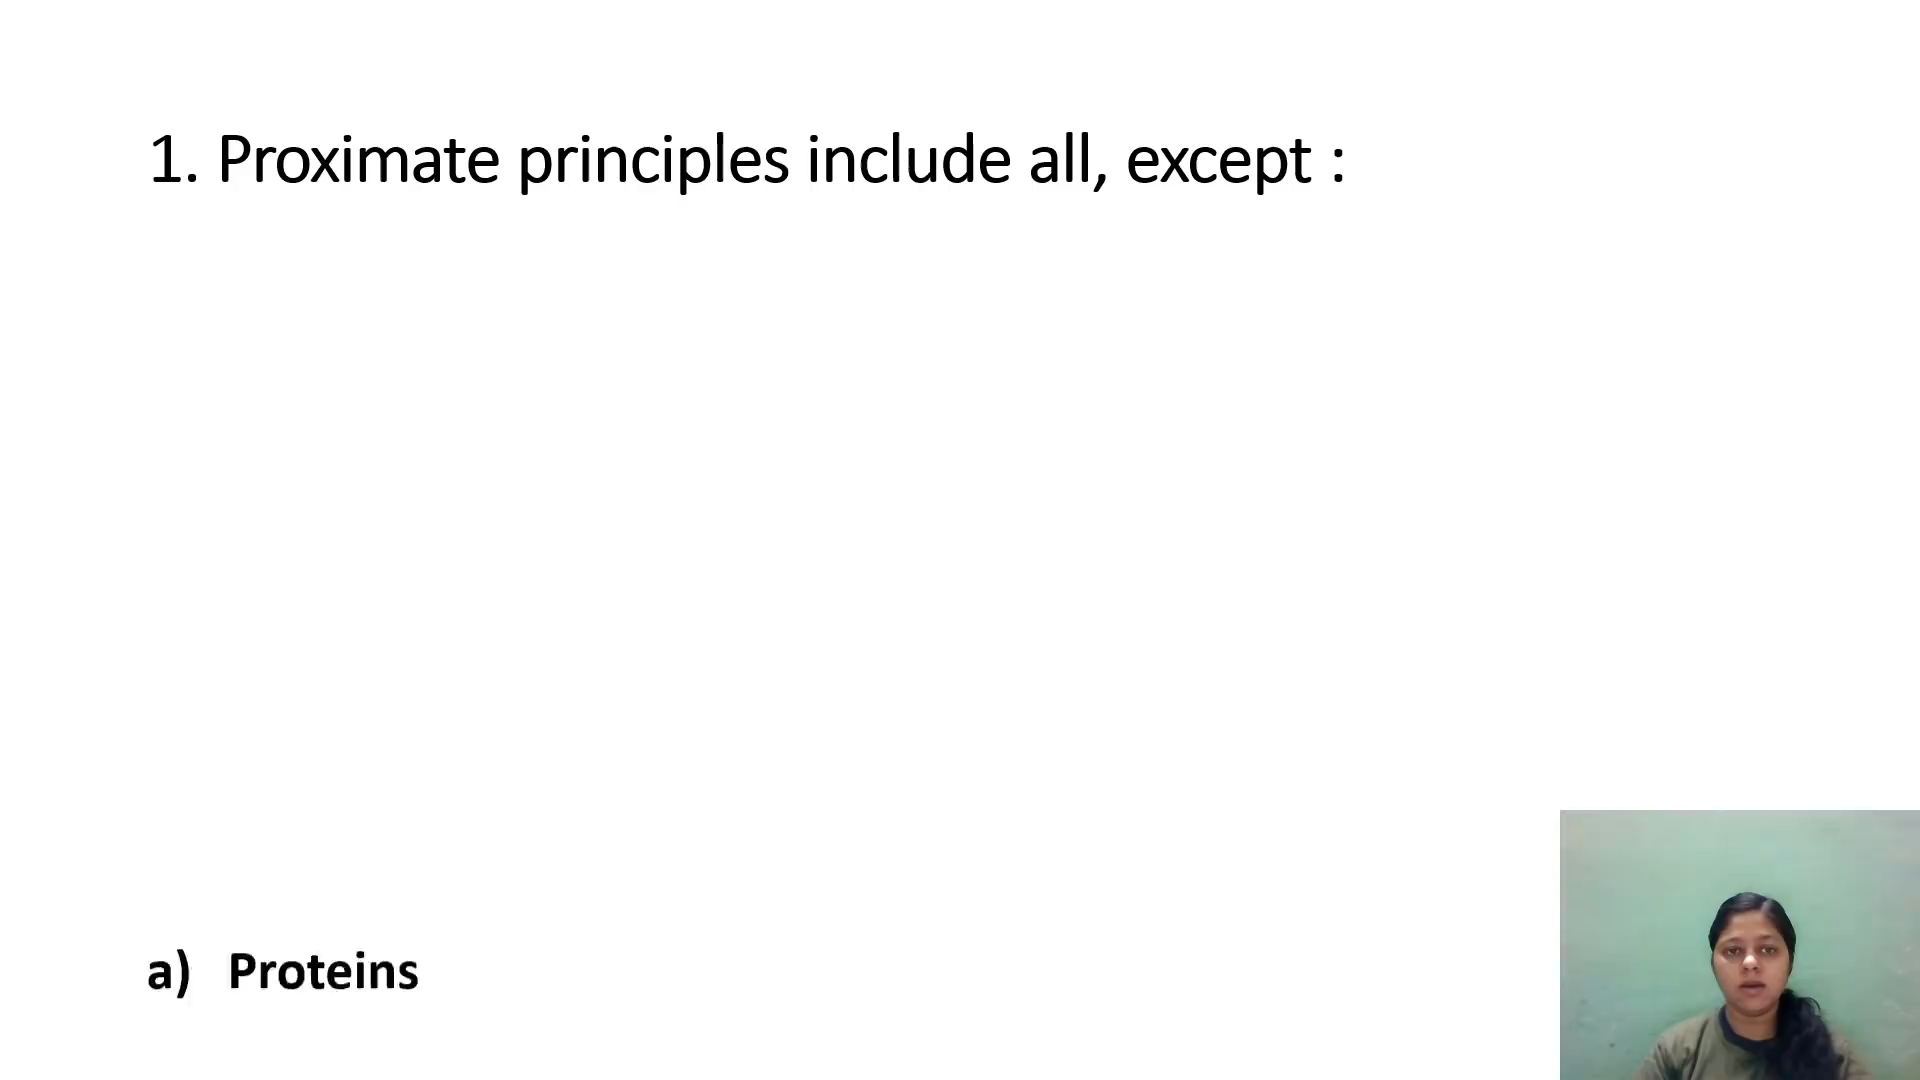 1. Proximate principles include all, except :
a) Proteins